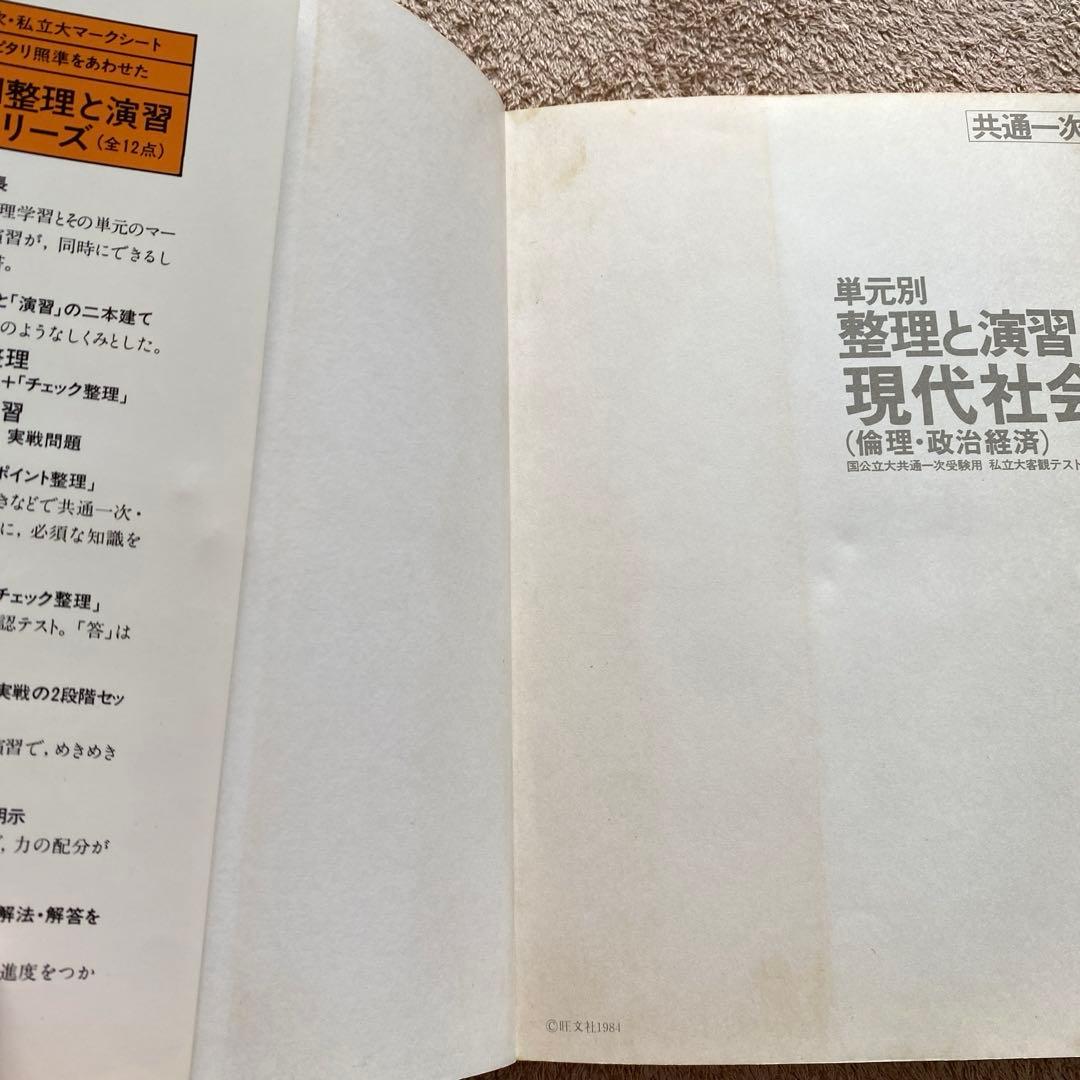 次・私立大マークシート
ピタリ照準をあわせた
整理と演習
リーズ(全12点)
長
理学習とその単元のマー
演習が，同時にできるし
と「演習」の二本建て
のようなしくみとした。
整理
＋「チェック整理」
習
実戦問題
ポイント整理」
きなどで共通一次・
に，必須な知識を
チェック整理」
認テスト。「答」は
実戦の2段階セッ
演習で，めきめき
明示
，力の配分が
解法・解答を
進度をつか
共通一次
単元別
整理と演習
現代社会
(倫理・政治経済)
国公立大共通一次受験用 私立大客観テスト
©旺文社1984